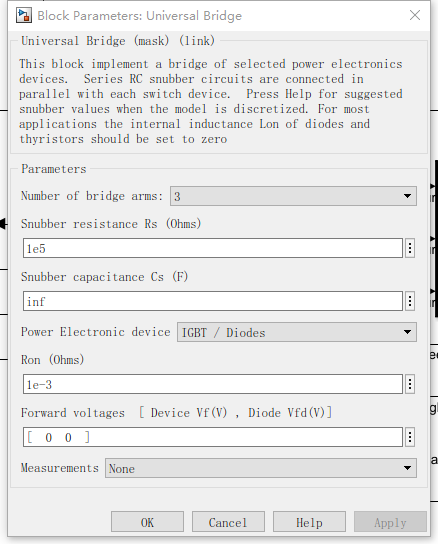 Block Parameters: Universal Bridge
Universal Bridge (mask) (link)
This block implement a bridge of selected power electronics
devices.  Series RC snubber circuits are connected in
parallel with each switch device.  Press Help for suggested
snubber values when the model is discretized. For most
applications the internal inductance Lon of diodes and
thyristors should be set to zero
Parameters
Number of bridge arms: 3
Snubber resistance Rs (Ohms)
1e5
Snubber capacitance Cs (F)
inf
Power Electronic device IGBT / Diodes
Ron (Ohms)
1e-3
Forward voltages  [ Device Vf(V) , Diode Vfd(V)]
[ 0 0 ]
Measurements None
OK Cancel Help Apply